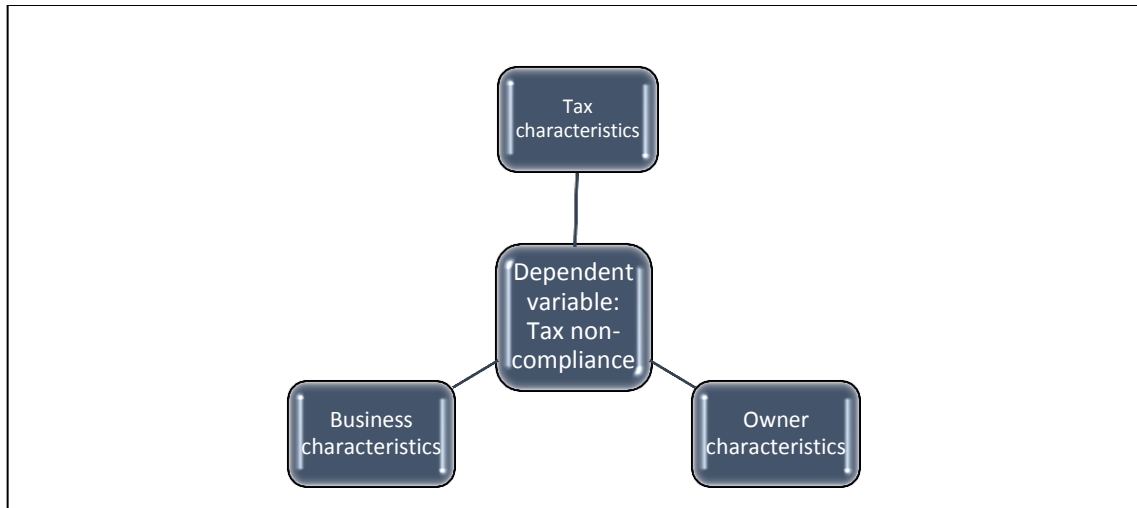 Tax
characteristics
Dependent
variable:
Tax non-
compliance
Business
characteristics
Owner
characteristics